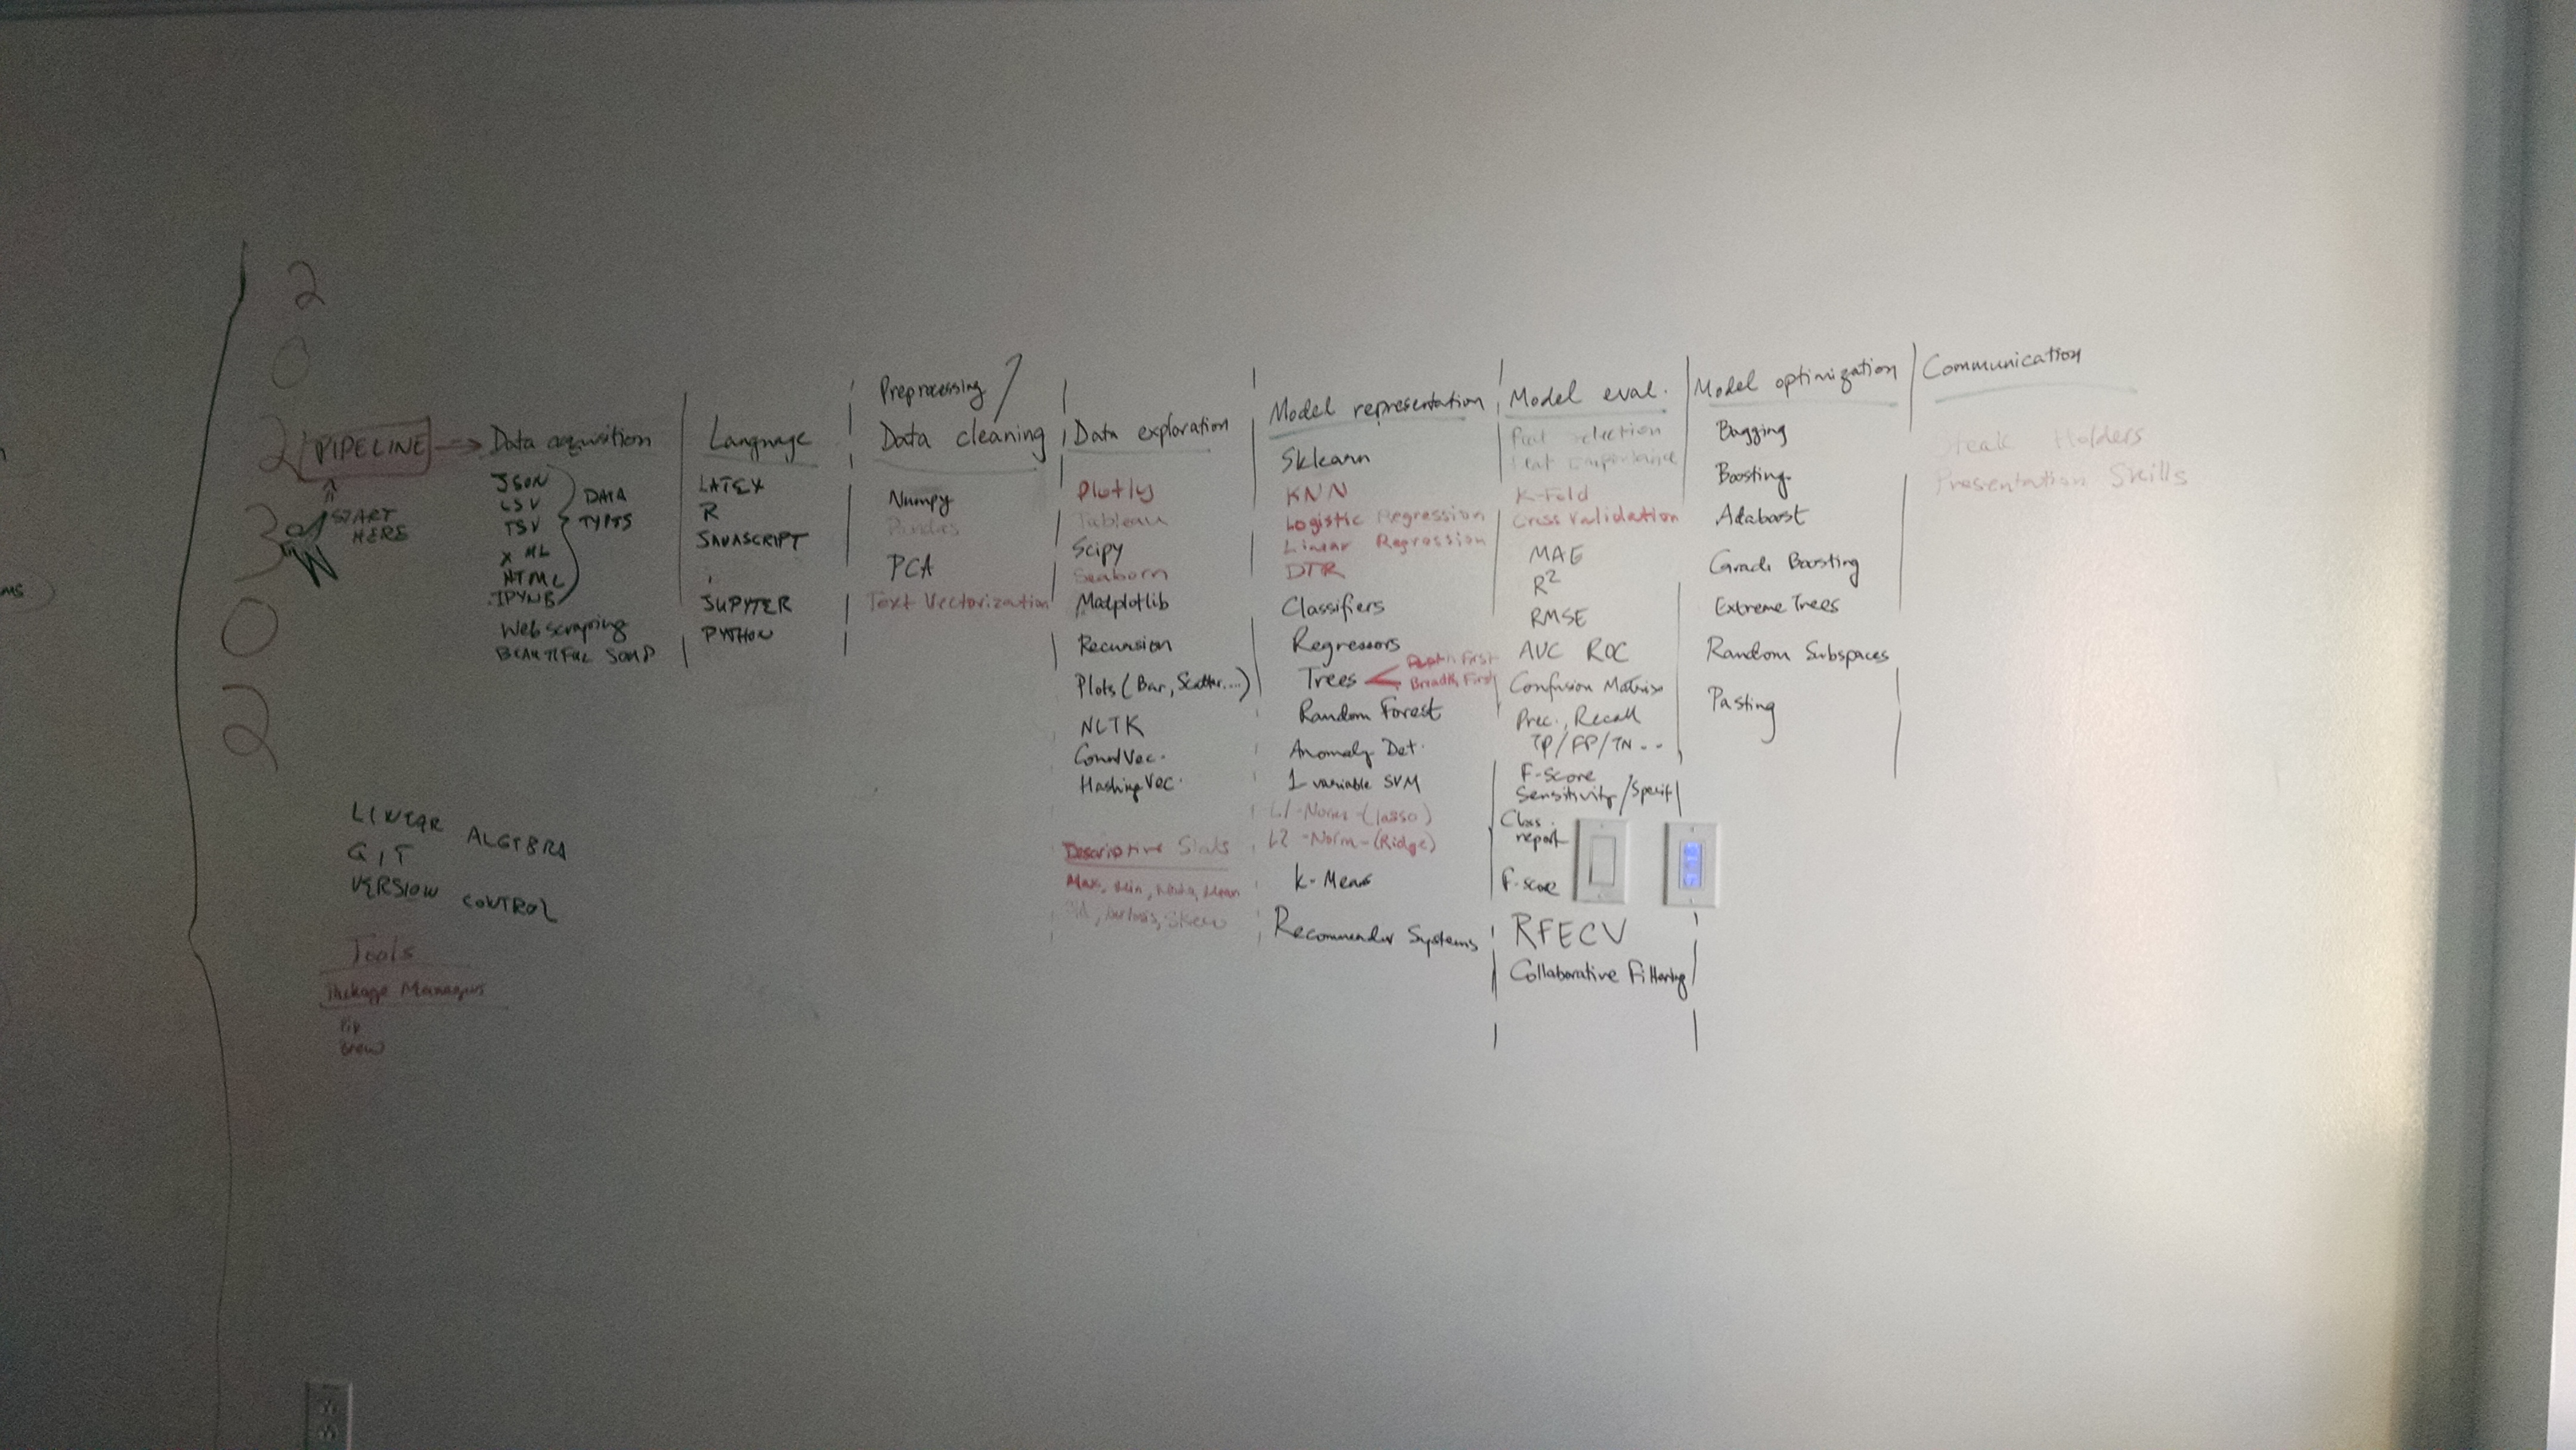 2
0
2
3
0
2
PIPELINE
START
HERE
Data acquisition
JSON
CSV
TSV
XML
HTML
.IPYNB
DATA
TYPES
Web scraping
BEAUTIFUL SOUP
Language
LATEX
R
JAVASCRIPT
JUPYTER
PYTHON
Preprocessing/
Data cleaning
Numpy
Pandas
PCA
Text Vectorization
Data exploration
Plotly
Tableau
Scipy
Seaborn
Matplotlib
Recursion
Plots (Bar, Scatter...)
NLTK
CountVec.
HashingVec.
Descriptive Stats
Max, Min, Mean
Skew
Model representation
Sklearn
KNN
Logistic Regression
Linear Regression
DTR
Classifiers
Regressors
Trees
Depth First
Breadth First
Random Forest
Anomaly Det.
1 variable SVM
L1-Norm-(lasso)
L2-Norm-(Ridge)
K-Means
Recommender Systems
Model eval.
Feat selection
Feat importance
K-Fold
Cross Validation
MAE
R²
RMSE
AUC ROC
Confusion Matrix
Prec., Recall
TP/FP/TN..
F-score
Sensitivity/Specif
Class.
report
F-score
RFECV
Collaborative Filtering
Model optimization
Bagging
Boosting
Adaboost
Grade Boosting
Extreme Trees
Random Subspaces
Pasting
Communication
Steak Holders
Presentation Skills
LINEAR ALGEBRA
GIT
VERSION CONTROL
Tools
Package Managers
Pip
Brew